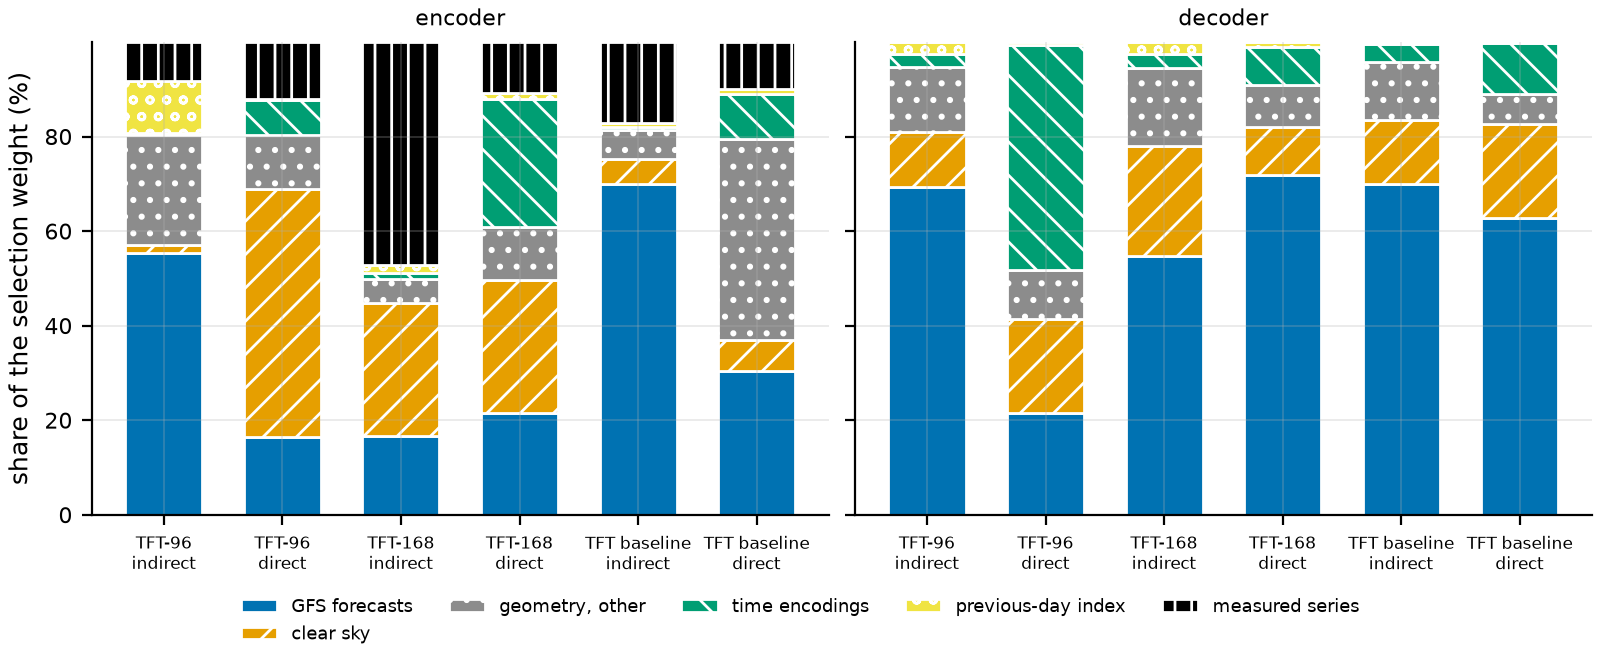 encoder
decoder
share of the selection weight (%)
80
60
40
20
0
TFT-96 indirect
TFT-96 direct
TFT-168 indirect
TFT-168 direct
TFT baseline indirect
TFT baseline direct
TFT-96 indirect
TFT-96 direct
TFT-168 indirect
TFT-168 direct
TFT baseline indirect
TFT baseline direct
GFS forecasts
geometry, other
time encodings
previous-day index
measured series
clear sky